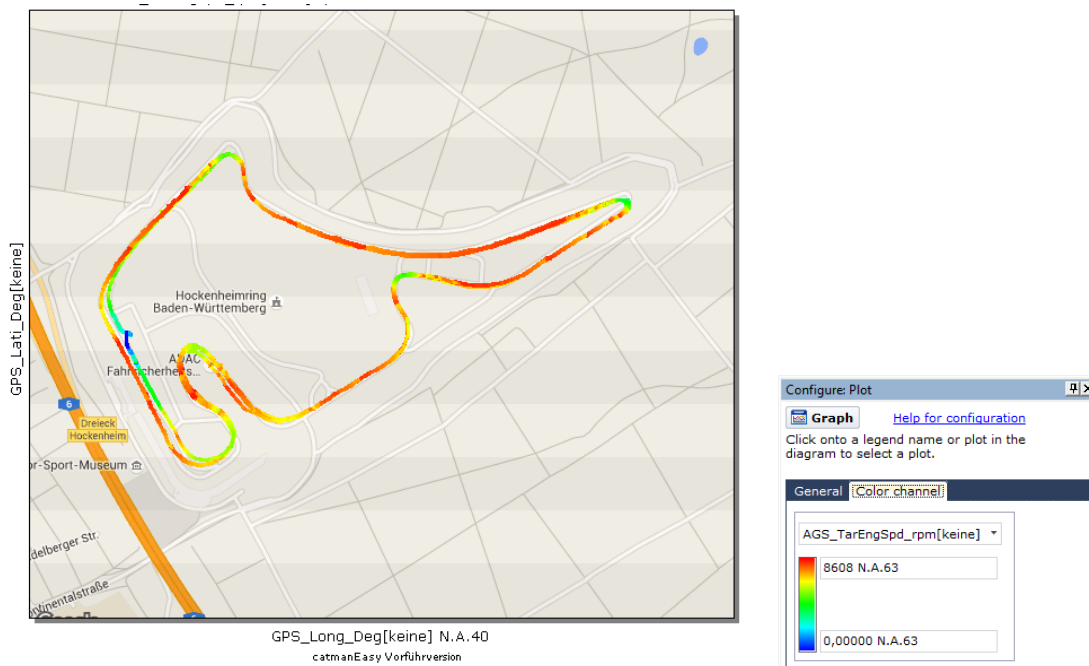 GPS_Lati_Deg[keine]
Hockenheimring
Baden-Württemberg
ADAC
Fahrsicherheits...
6
Dreieck
Hockenheim
or-Sport-Museum
delberger Str.
ontinentalstraße
GPS_Long_Deg[keine] N.A.40
catmanEasy Vorführversion
Configure: Plot
Graph Help for configuration
Click onto a legend name or plot in the
diagram to select a plot.
General Color channel
AGS_TarEngSpd_rpm[keine]
8608 N.A.63
0,00000 N.A.63